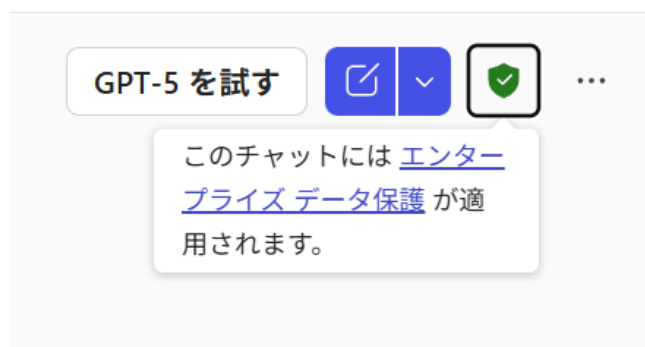 GPT-5 を試す
このチャットには エンター
プライズ データ保護 が適
用されます。